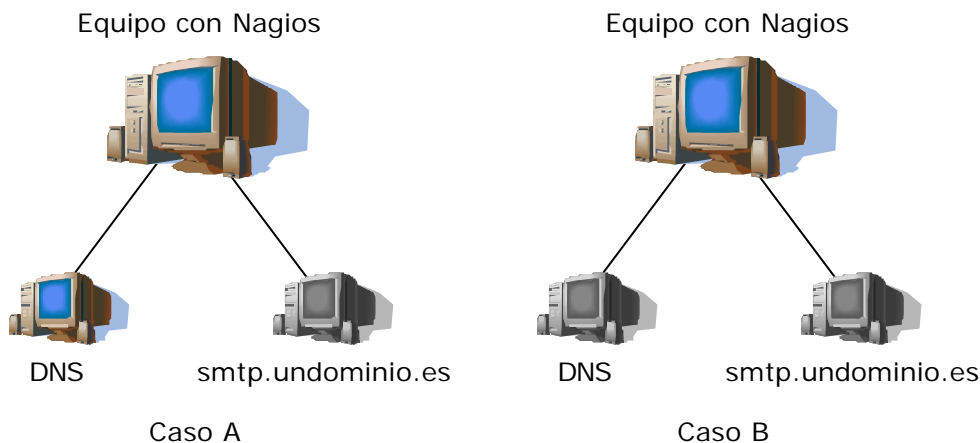 Equipo con Nagios
Equipo con Nagios
DNS
smtp.undominio.es
DNS
smtp.undominio.es
Caso A
Caso B